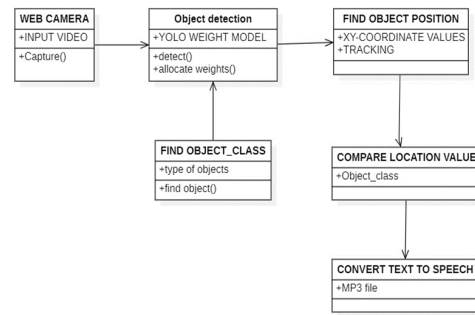 WEB CAMERA
+INPUT VIDEO
+Capture()
Object detection
+YOLO WEIGHT MODEL
+detect()
+allocate weights()
FIND OBJECT POSITION
+XY-COORDINATE VALUES
+TRACKING
FIND OBJECT_CLASS
+type of objects
+find object()
COMPARE LOCATION VALUE
+Object_class
CONVERT TEXT TO SPEECH
+MP3 file